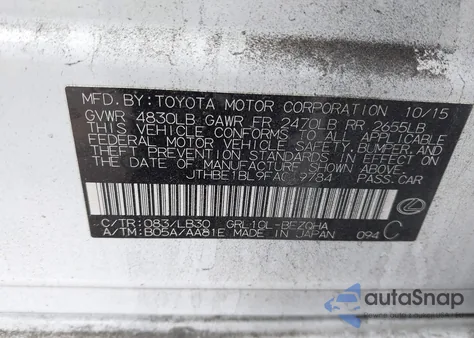 MFD. BY: TOYOTA MOTOR CORPORATION 10/15
GVWR 4830LB GAWR FR 2470LB RR 2655LB
THIS VEHICLE CONFORMS TO ALL APPLICABLE
FEDERAL MOTOR VEHICLE SAFETY, BUMPER, AND
THEFT PREVENTION STANDARDS IN EFFECT ON
THE DATE OF MANUFACTURE SHOWN ABOVE.
PASS.CAR
C/TR: 083/LB30 GRL10L-BEZQHA
A/TM: B05A/AA81E MADE IN JAPAN 094 C
autoSnap